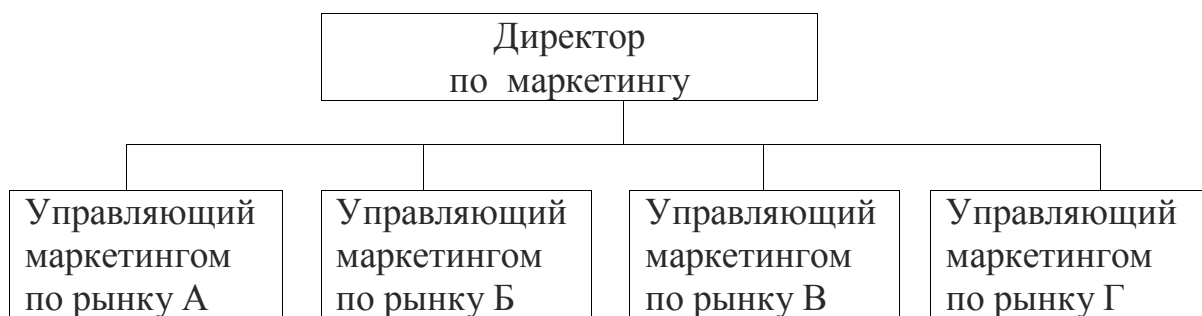 Директор
по маркетингу
Управляющий
маркетингом
по рынку А
Управляющий
маркетингом
по рынку Б
Управляющий
маркетингом
по рынку В
Управляющий
маркетингом
по рынку Г